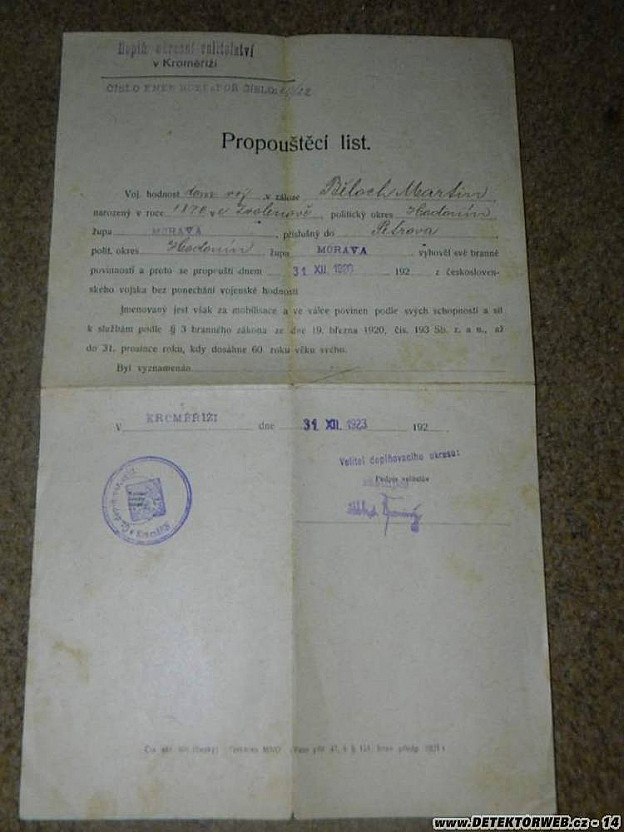 Doplň. okresní velitelství
v Kroměříži
Propouštěcí list.
Voj. hodnost dom. voj. v záloze Běloch Martin
narozený v roce 1870 ve politický okres Hodonín
župa MORAVA příslušný do Petrova
polit. okres Hodonín župa MORAVA vyhověl své branné
povinnosti a proto se propouští dnem 31. XII. 192 z českosloven-
ského vojska bez ponechání vojenské hodnosti
Jmenovaný jest však za mobilisace a ve válce povinen podle svých schopností a sil
k službám podle § 3 branného zákona ze dne 19. března 1920, čís. 193 Sb. z. a n., až
do 31. prosince roku, kdy dosáhne 60 roku věku svého.
Byl vyznamenán
V KROMĚŘÍŽI dne 31. XII. 1923 192
Velitel doplňovacího okresu:
Podpis velitele
www.DETEKTORWEB.cz - 14